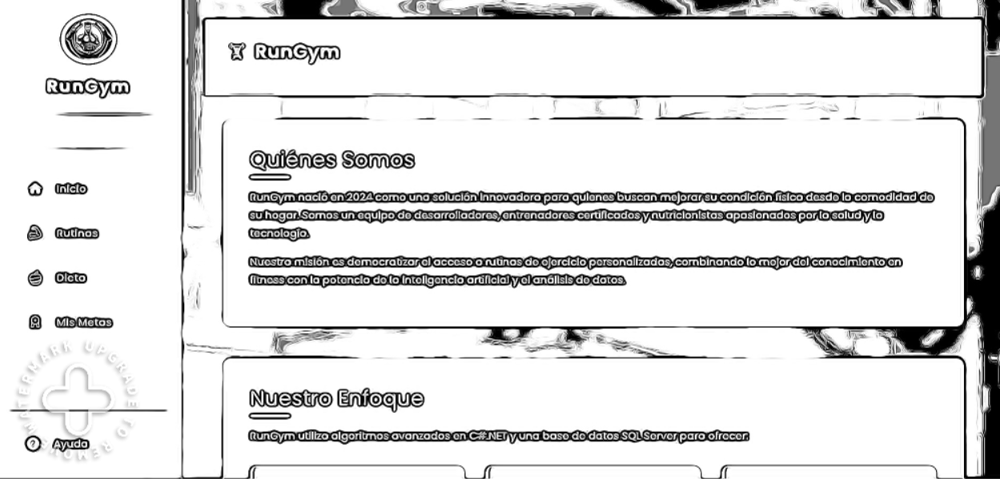 RunGym
Inicio
Rutinas
Dieta
Mis Metas
Ayuda
WATERMARK UPGRADE TO REMOVE
RunGym
Quiénes Somos
RunGym nació en 2024 como una solución innovadora para quienes buscan mejorar su condición física desde la comodidad de
su hogar. Somos un equipo de desarrolladores, entrenadores certificados y nutricionistas apasionados por la salud y la
tecnología.
Nuestra misión es democratizar el acceso a rutinas de ejercicio personalizadas, combinando lo mejor del conocimiento en
fitness con la potencia de la inteligencia artificial y el análisis de datos.
Nuestro Enfoque
RunGym utiliza algoritmos avanzados en C#.NET y una base de datos SQL Server para ofrecer: